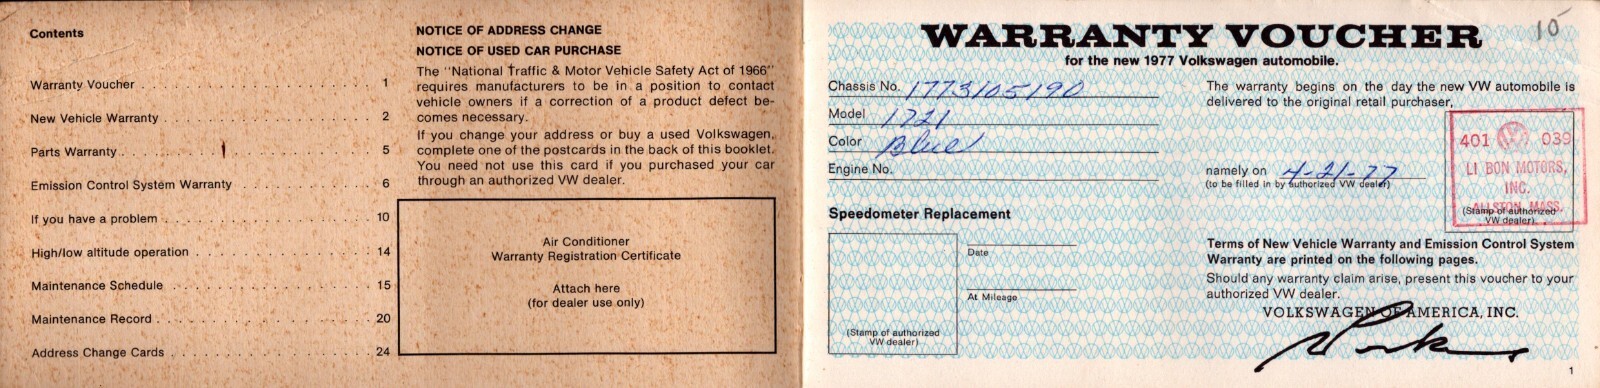 Contents
Warranty Voucher . . . . . . . . . . . . . . . . . . . 1
New Vehicle Warranty . . . . . . . . . . . . . . . . . 2
Parts Warranty . . . . . . . . . . . . . . . . . . . . 5
Emission Control System Warranty . . . . . . . . . . . 6
If you have a problem . . . . . . . . . . . . . . . . . 10
High/low altitude operation . . . . . . . . . . . . . . 14
Maintenance Schedule . . . . . . . . . . . . . . . . . 15
Maintenance Record . . . . . . . . . . . . . . . . . . 20
Address Change Cards . . . . . . . . . . . . . . . . . 24
NOTICE OF ADDRESS CHANGE
NOTICE OF USED CAR PURCHASE
The "National Traffic & Motor Vehicle Safety Act of 1966"
requires manufacturers to be in a position to contact
vehicle owners if a correction of a product defect be-
comes necessary.
If you change your address or buy a used Volkswagen,
complete one of the postcards in the back of this booklet.
You need not use this card if you purchased your car
through an authorized VW dealer.
Air Conditioner
Warranty Registration Certificate
Attach here
(for dealer use only)
10
WARRANTY VOUCHER
for the new 1977 Volkswagen automobile.
Chassis No. 1773105190
Model 1721
Color Blue
Engine No.
Speedometer Replacement
Date
At Mileage
(Stamp of authorized
VW dealer)
The warranty begins on the day the new VW automobile is
delivered to the original retail purchaser,
namely on 4-21-77
(to be filled in by authorized VW dealer)
401 VW 039
LI BON MOTORS,
INC.
ALLSTON, MASS.
(Stamp of authorized
VW dealer)
Terms of New Vehicle Warranty and Emission Control System
Warranty are printed on the following pages.
Should any warranty claim arise, present this voucher to your
authorized VW dealer.
VOLKSWAGEN OF AMERICA, INC.
1